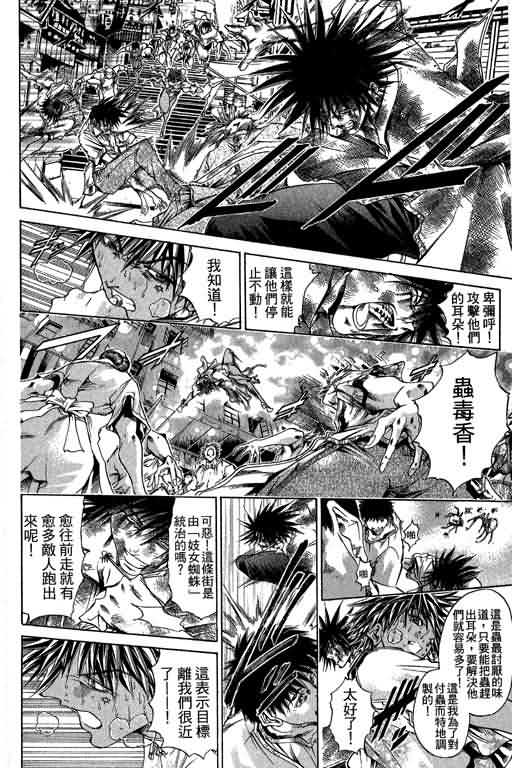 卑彌呼！
攻擊他們
的耳朵！
這樣就能
讓他們停
止不動！
我知道！
蟲毒香！
啪
啪
這是蟲最討厭的味
道，只要能把蟲趕
出耳朵，要解決他
們就容易多了！
這是我為了對
付蟲而特地調
製的！
太好了！
可惡！這條街是
由「妓女蜘蛛」
統治的嗎？
愈往前走就有
愈多敵人跑出
來呢！
這表示目標
離我們很近
了——！